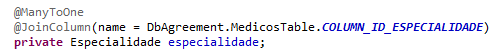 @ManyToOne
@JoinColumn(name = DbAgreement.MedicosTable.COLUMN_ID_ESPECIALIDADE)
private Especialidade especialidade;